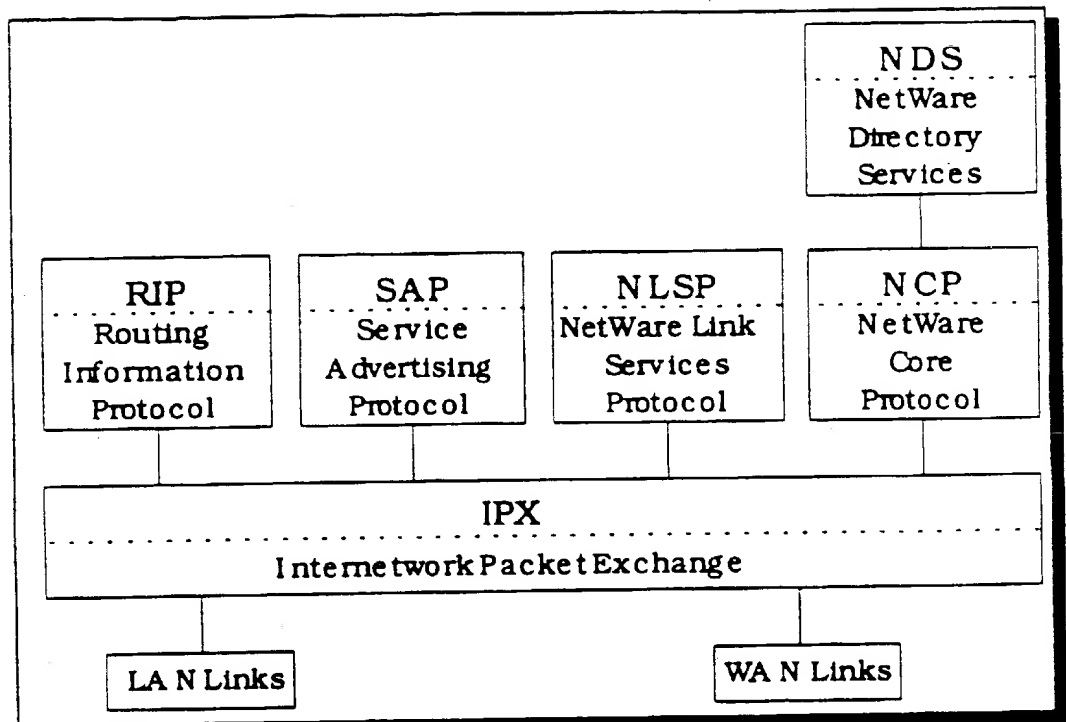 NDS
NetWare
Directory
Services
RIP
Routing
Information
Protocol
SAP
Service
Advertising
Protocol
NLSP
NetWare Link
Services
Protocol
NCP
NetWare
Core
Protocol
IPX
Internetwork Packet Exchange
LAN Links
WAN Links